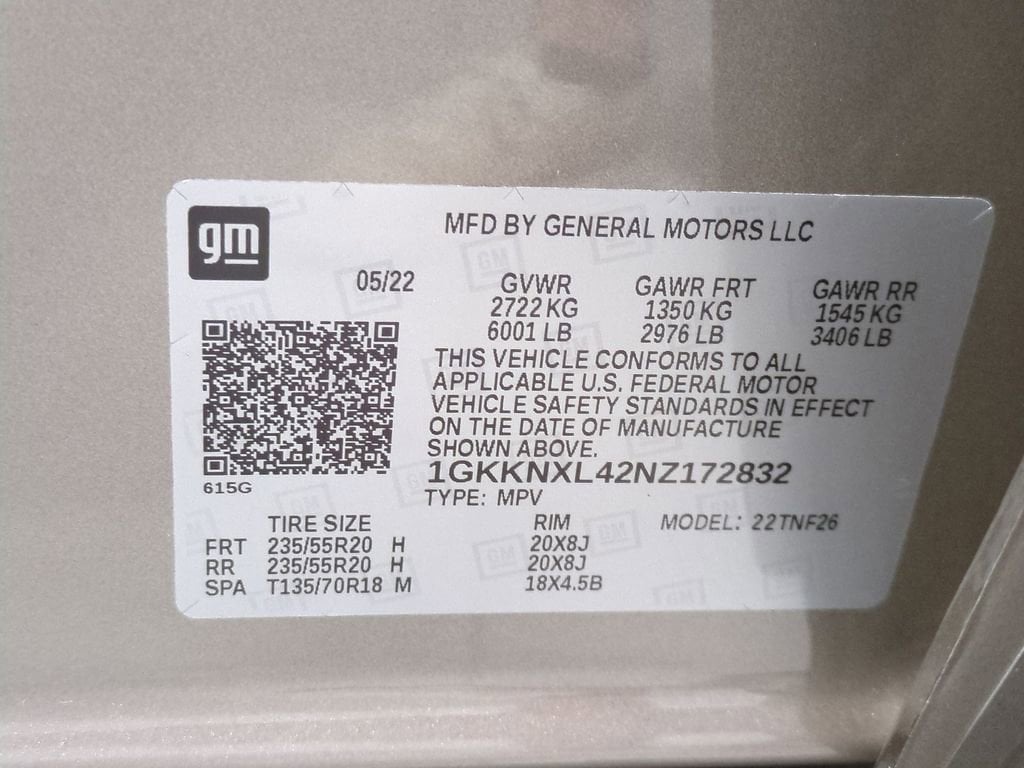 gm
MFD BY GENERAL MOTORS LLC
05/22 GVWR GAWR FRT GAWR RR
2722 KG 1350 KG 1545 KG
6001 LB 2976 LB 3406 LB
THIS VEHICLE CONFORMS TO ALL
APPLICABLE U.S. FEDERAL MOTOR
VEHICLE SAFETY STANDARDS IN EFFECT
ON THE DATE OF MANUFACTURE
SHOWN ABOVE.
1GKKNXL42NZ172832
615G
TYPE: MPV
TIRE SIZE RIM MODEL: 22TNF26
FRT 235/55R20 H 20X8J
RR 235/55R20 H 20X8J
SPA T135/70R18 M 18X4.5B